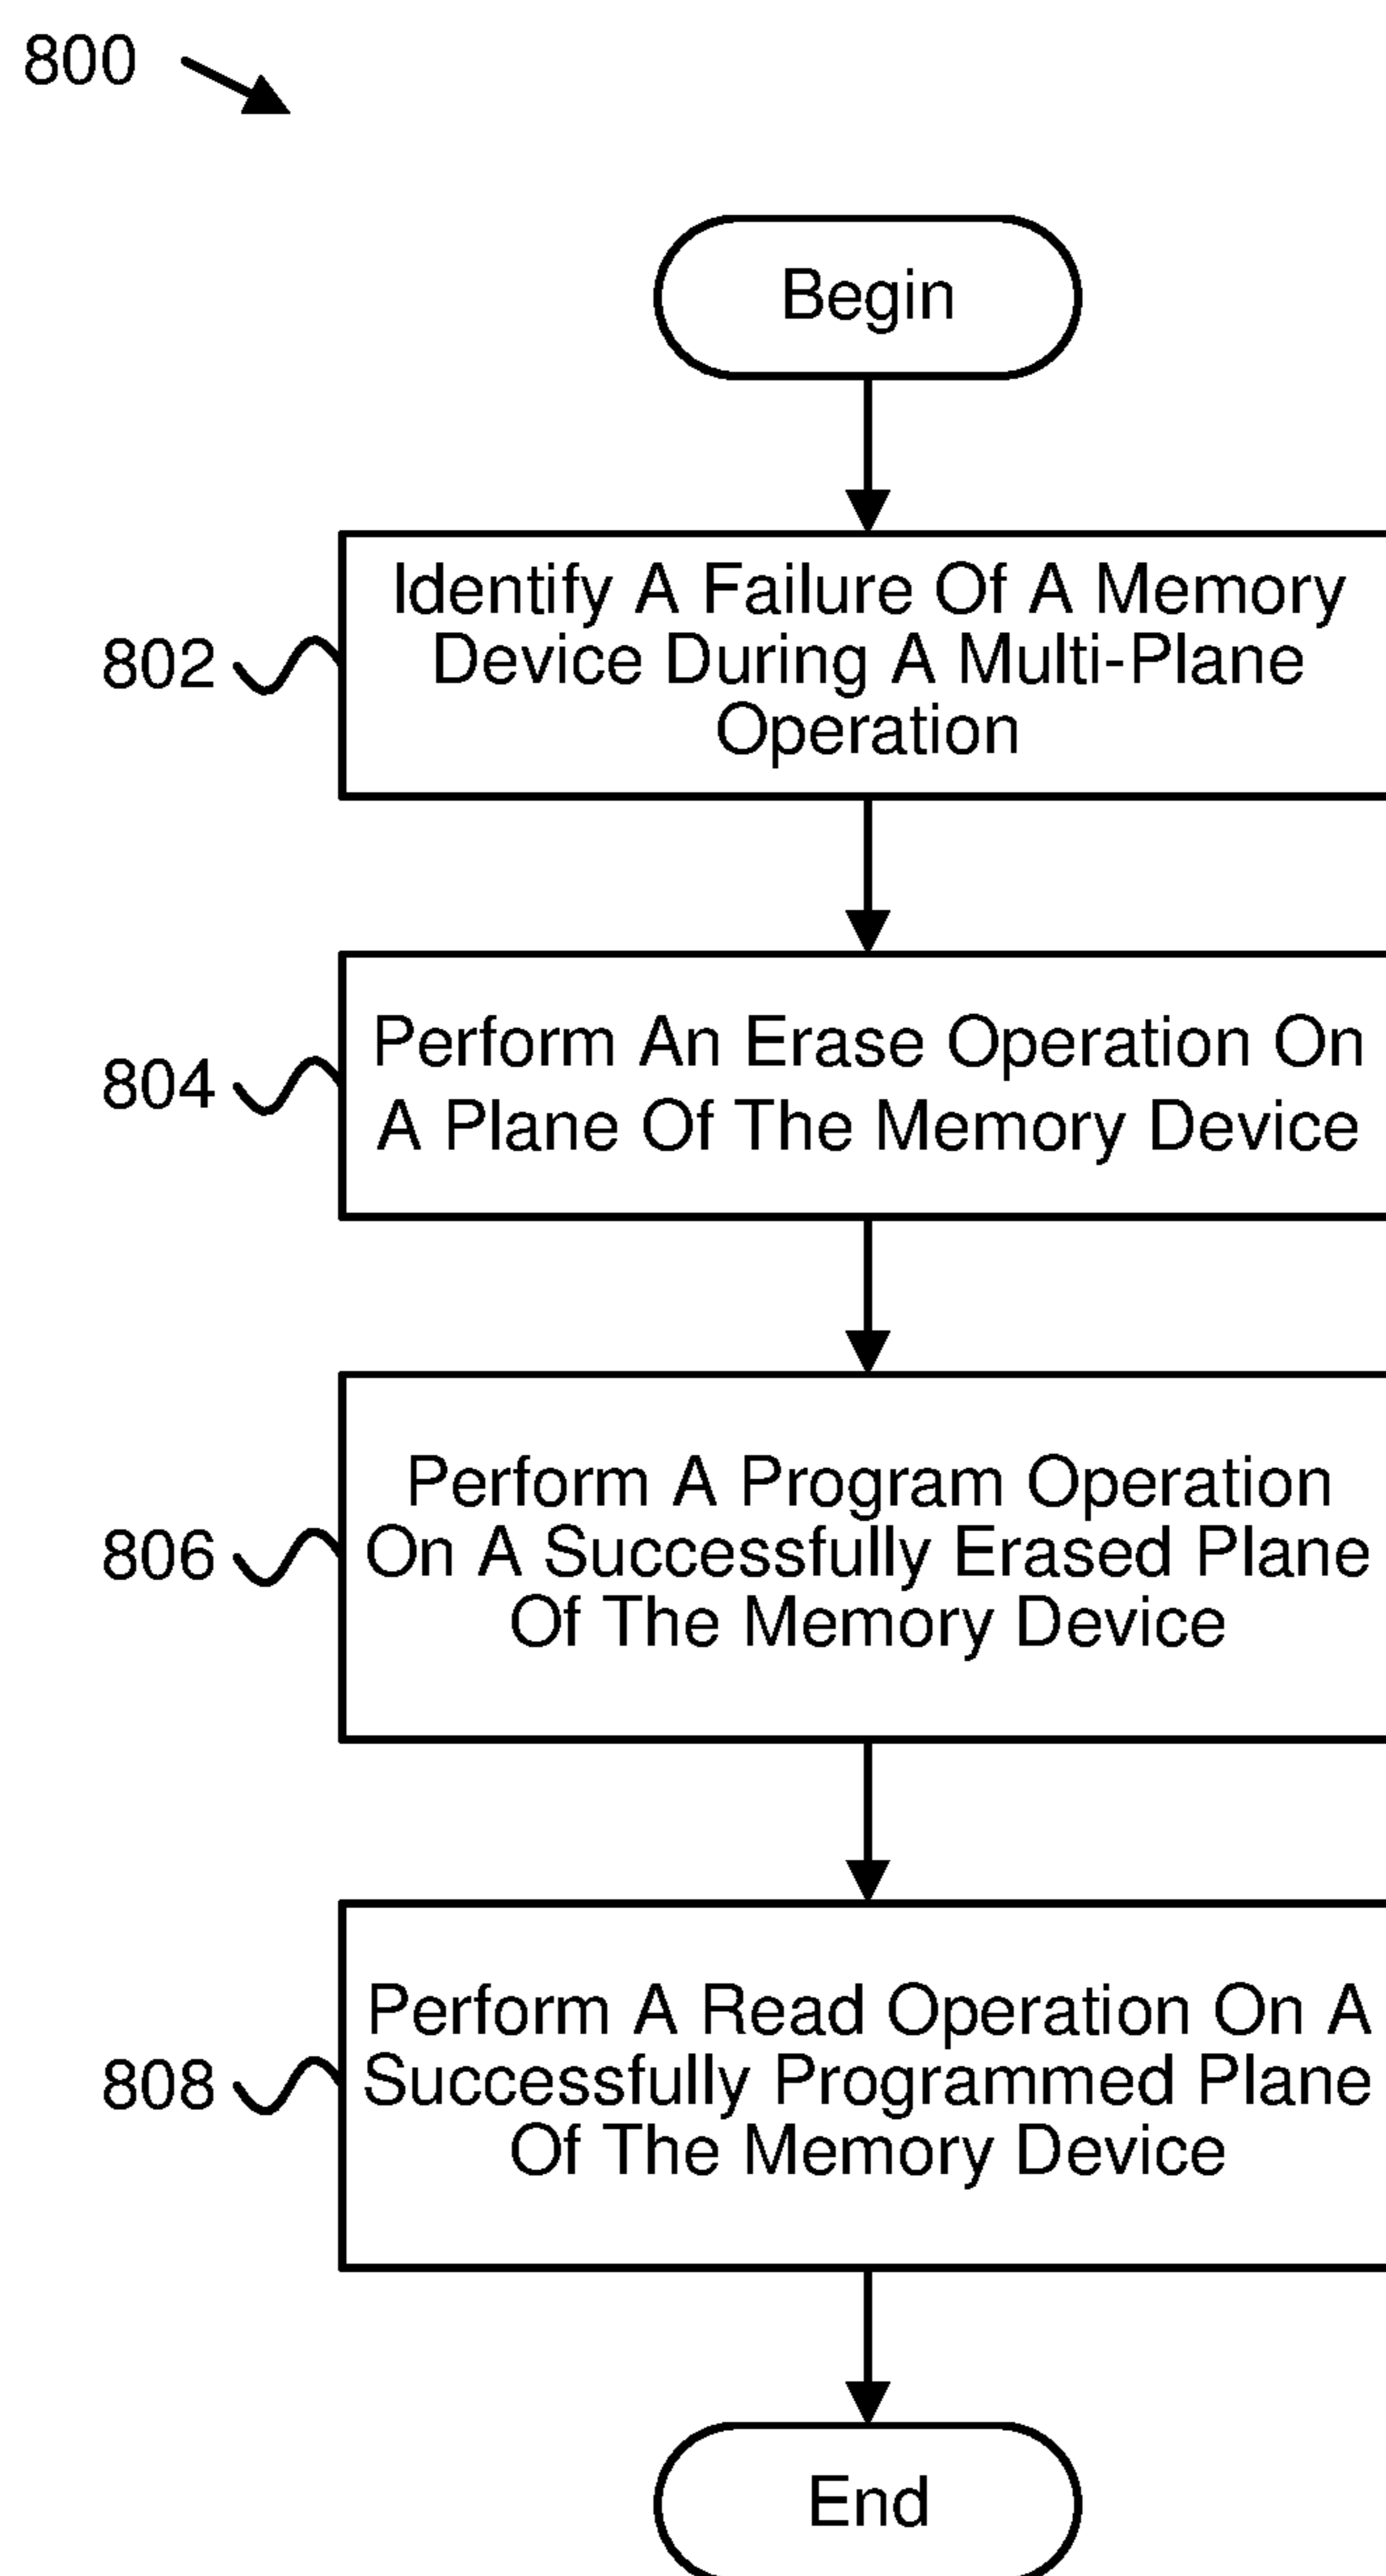 800
Begin
802
Identify A Failure Of A Memory
Device During A Multi-Plane
Operation
804
Perform An Erase Operation On
A Plane Of The Memory Device
806
Perform A Program Operation
On A Successfully Erased Plane
Of The Memory Device
808
Perform A Read Operation On A
Successfully Programmed Plane
Of The Memory Device
End